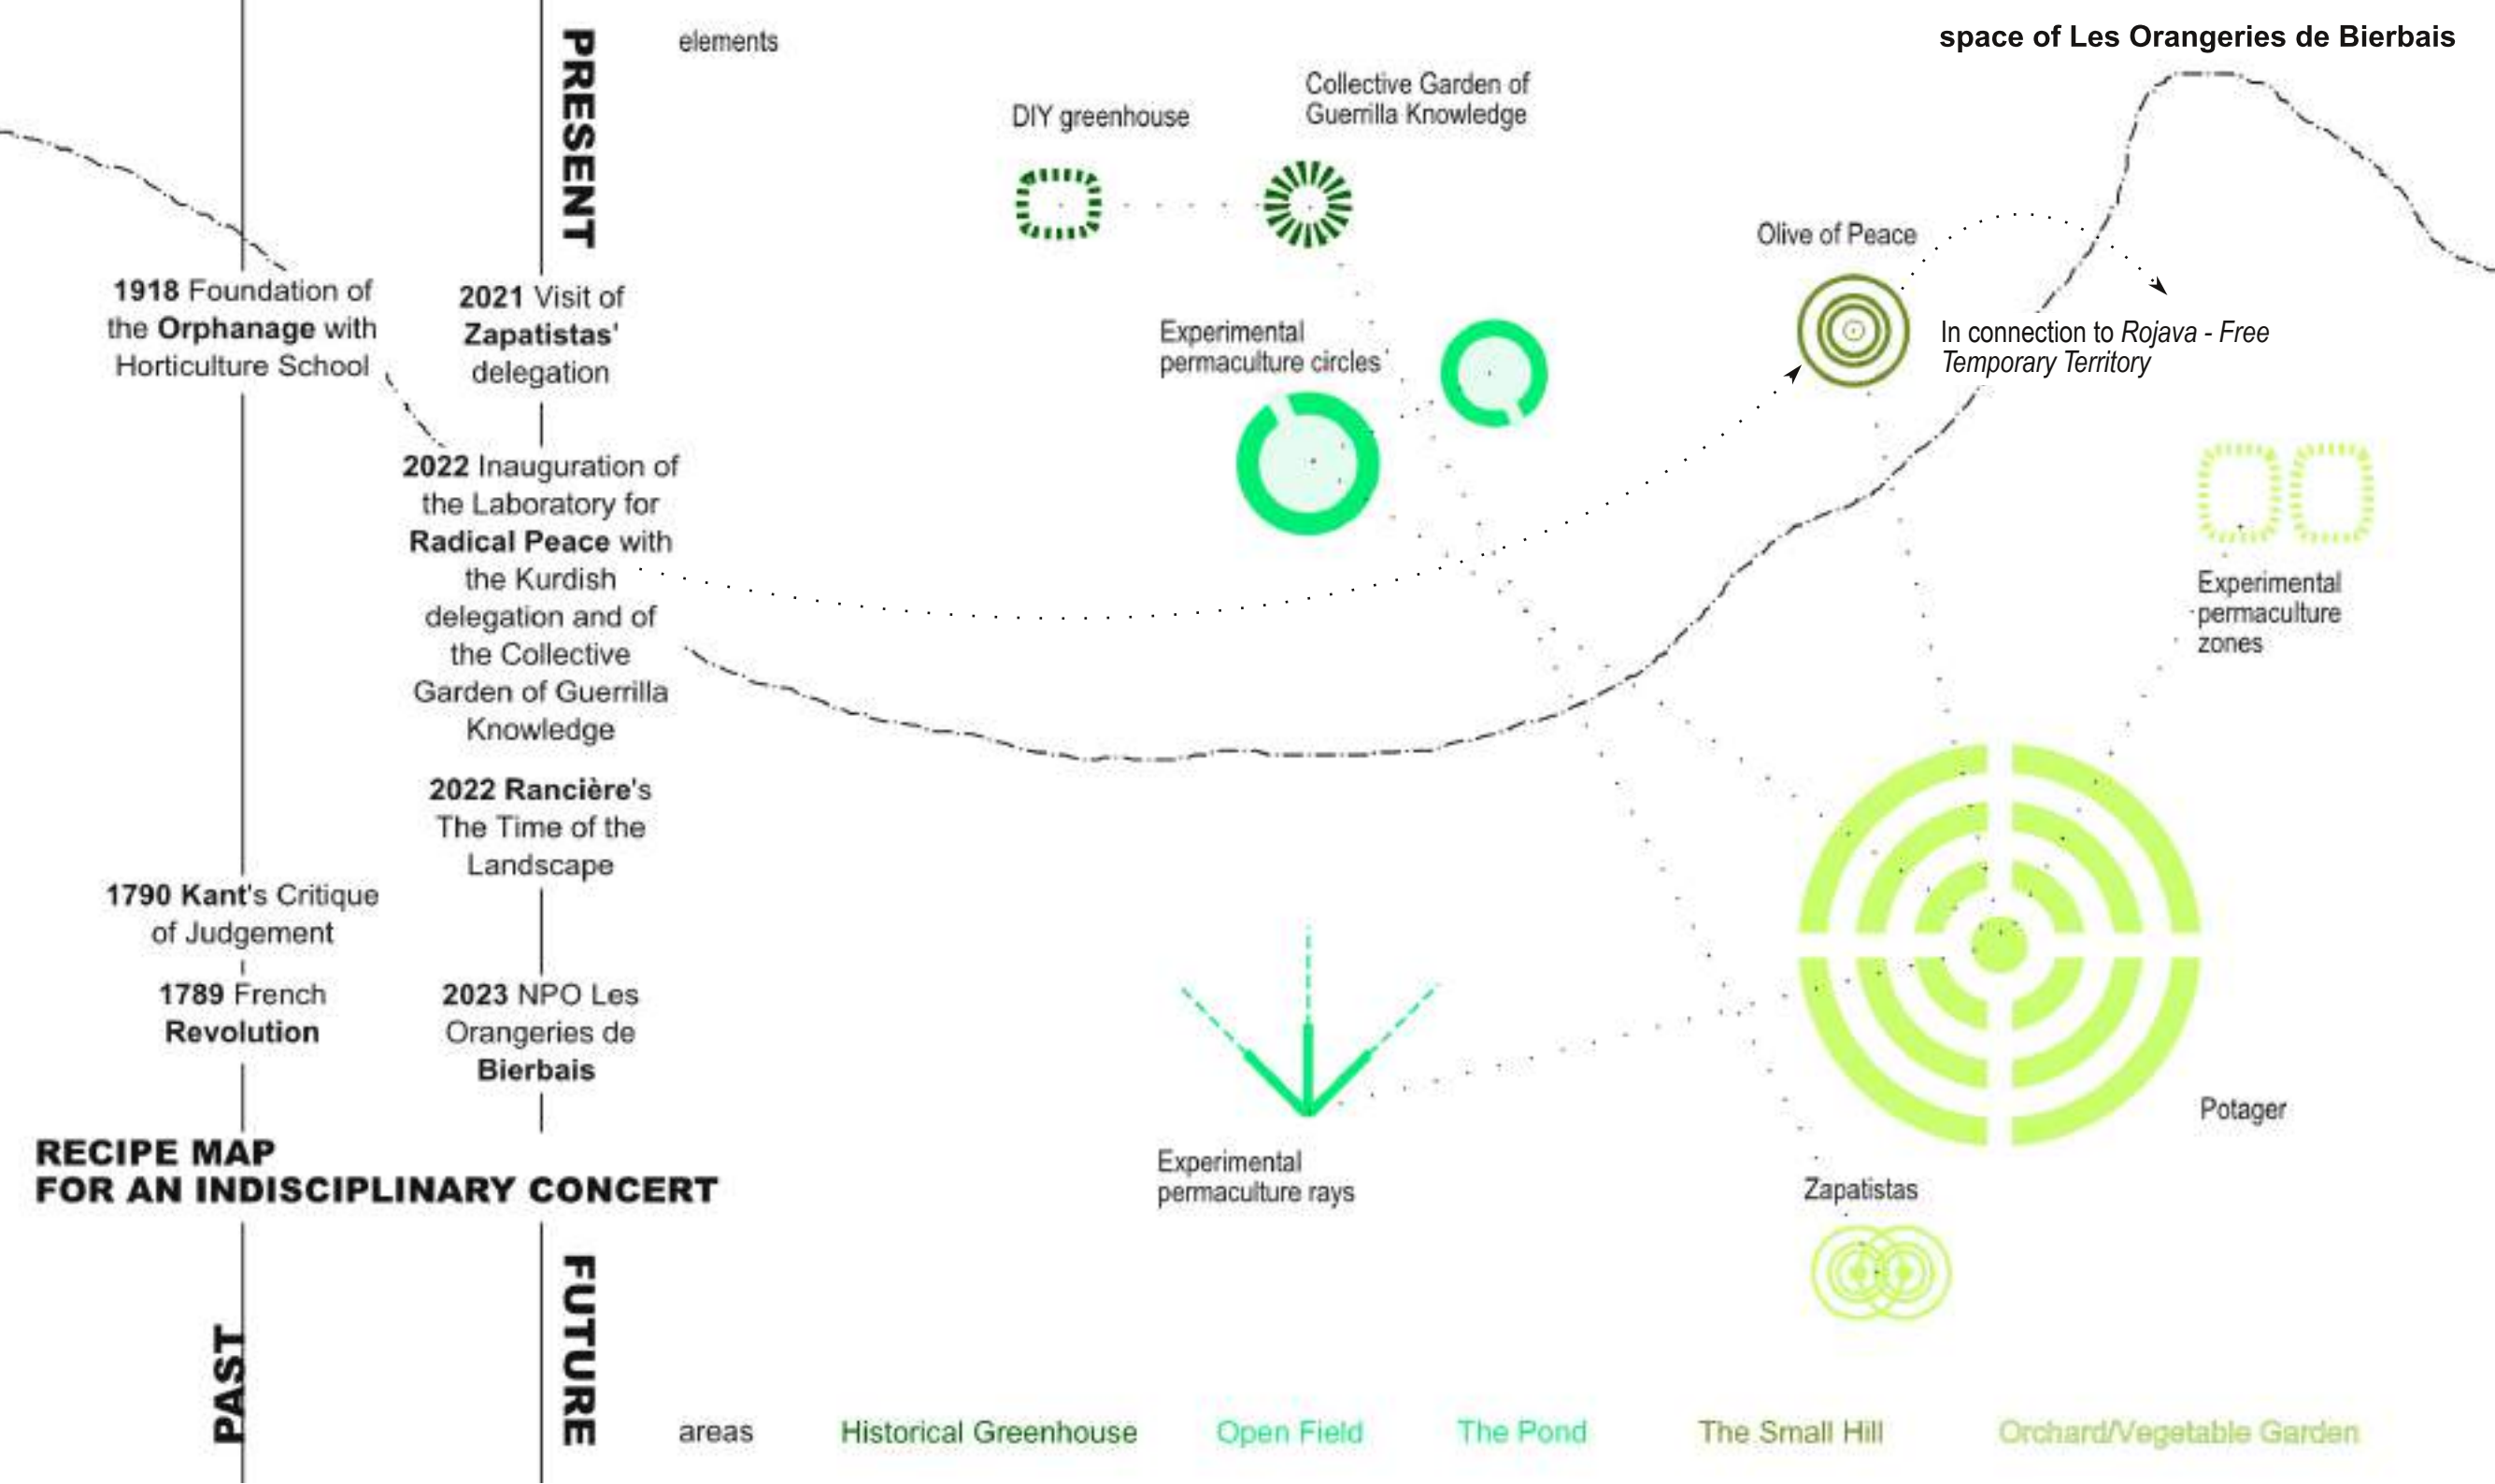 PRESENT
elements
space of Les Orangeries de Bierbais
DIY greenhouse
Collective Garden of
Guerrilla Knowledge
Olive of Peace
In connection to Rojava - Free
Temporary Territory
Experimental
permaculture circles
Experimental
permaculture
zones
1918 Foundation of
the Orphanage with
Horticulture School
2021 Visit of
Zapatistas'
delegation
2022 Inauguration of
the Laboratory for
Radical Peace with
the Kurdish
delegation and of
the Collective
Garden of Guerrilla
Knowledge
2022 Rancière's
The Time of the
Landscape
1790 Kant's Critique
of Judgement
1789 French
Revolution
2023 NPO Les
Orangeries de
Bierbais
Experimental
permaculture rays
Potager
Zapatistas
RECIPE MAP
FOR AN INDISCIPLINARY CONCERT
PAST
FUTURE
areas
Historical Greenhouse
Open Field
The Pond
The Small Hill
Orchard/Vegetable Garden